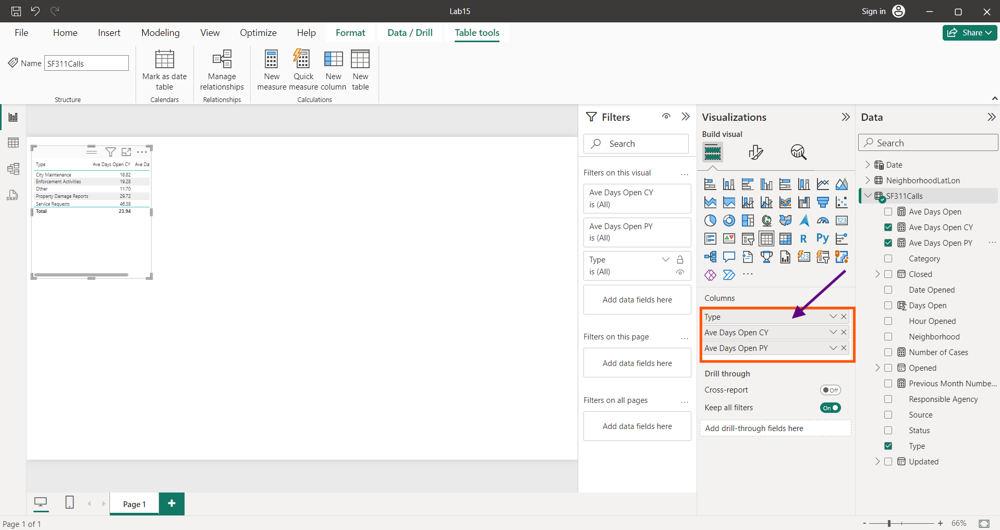 Lab15
Sign in
File Home Insert Modeling View Optimize Help Format Data / Drill Table tools
Share
Name SF311Calls
Structure
Mark as date
table
Calendars
Manage
relationships
Relationships
New
measure
Quick
measure
New
column
New
table
Calculations
Type Ave Days Open CY Ave Da
City Maintenance 18.82
Enforcement Activities 19.28
Other 11.70
Property Damage Reports 29.72
Service Requests 46.38
Total 23.94
DAX
Filters
Search
Filters on this visual ...
Ave Days Open CY
is (All)
Ave Days Open PY
is (All)
Type
is (All)
Add data fields here
Filters on this page ...
Add data fields here
Filters on all pages ...
Add data fields here
Visualizations
Build visual
123
R
Py
123
...
Columns
Type
Ave Days Open CY
Ave Days Open PY
Drill through
Cross-report Off
Keep all filters On
Add drill-through fields here
Data
Search
Date
NeighborhoodLatLon
SF311Calls
Ave Days Open
Ave Days Open CY
Ave Days Open PY ...
Category
Closed
Date Opened
Days Open
Hour Opened
Neighborhood
Number of Cases
Opened
Previous Month Numbe...
Responsible Agency
Source
Status
Type
Updated
Page 1 +
Page 1 of 1
- + 66%